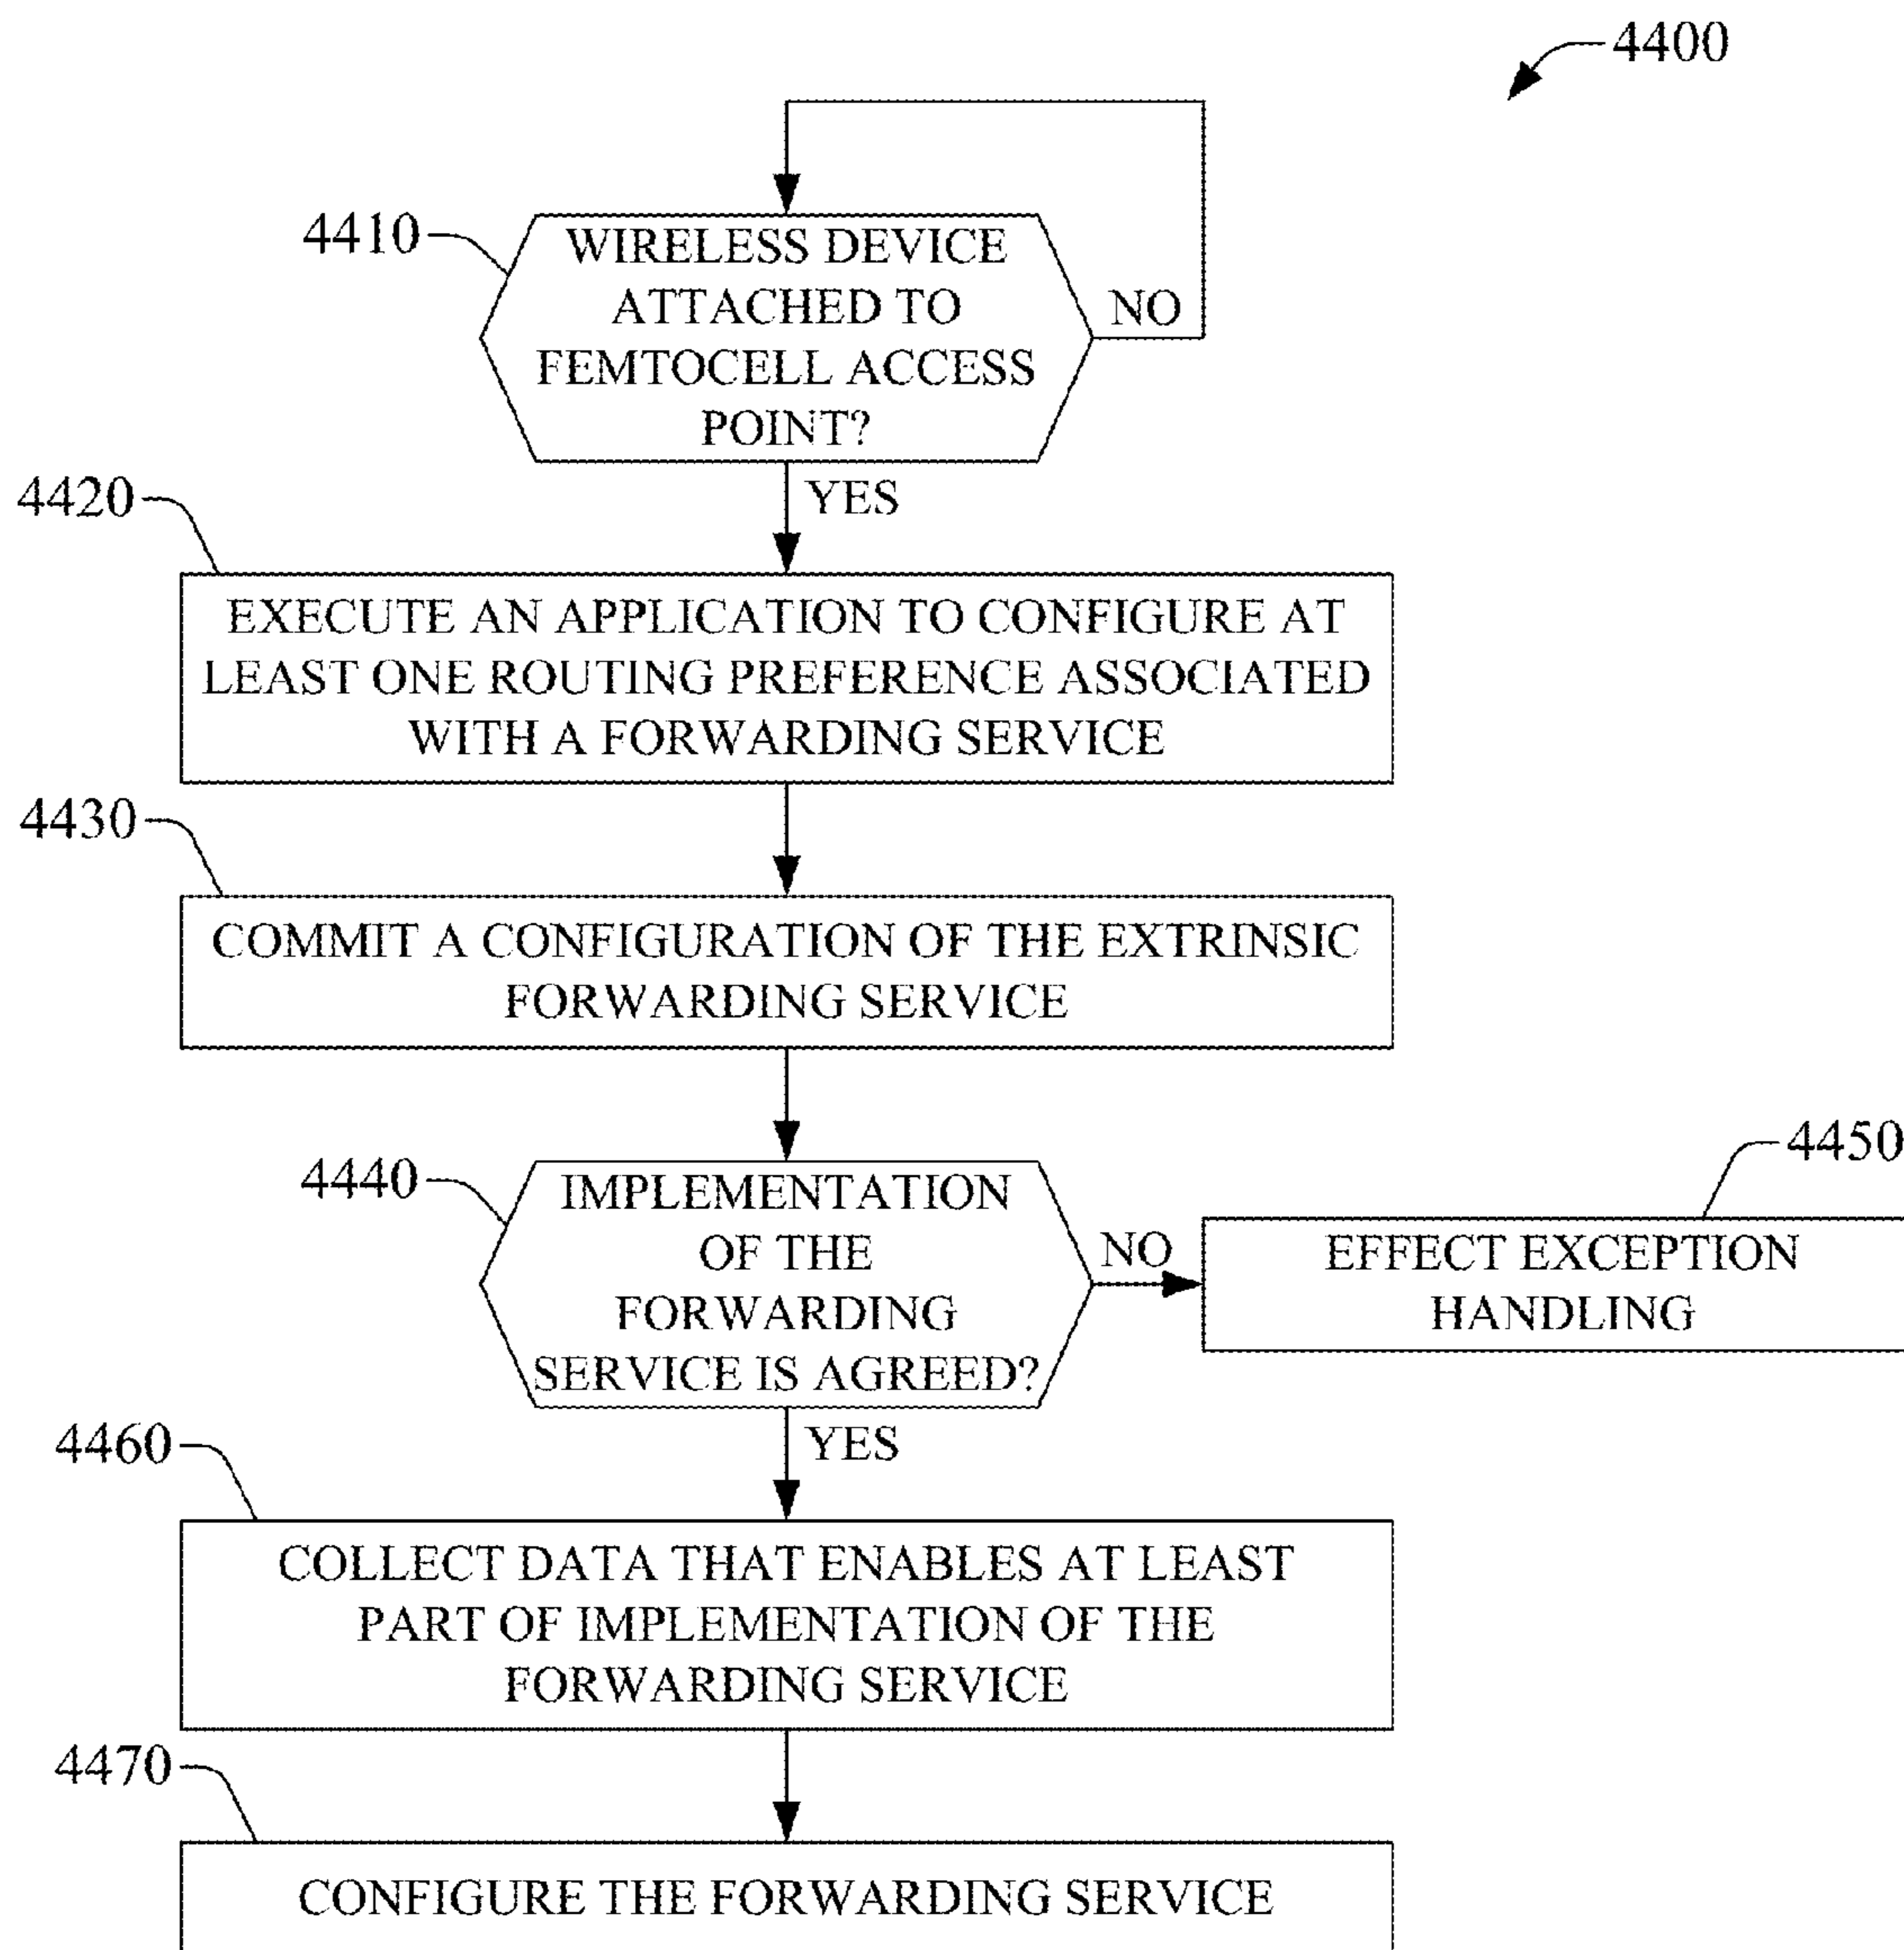 4400
4410
WIRELESS DEVICE
ATTACHED TO
FEMTOCELL ACCESS
POINT?
NO
YES
4420
EXECUTE AN APPLICATION TO CONFIGURE AT
LEAST ONE ROUTING PREFERENCE ASSOCIATED
WITH A FORWARDING SERVICE
4430
COMMIT A CONFIGURATION OF THE EXTRINSIC
FORWARDING SERVICE
4440
IMPLEMENTATION
OF THE
FORWARDING
SERVICE IS AGREED?
NO
4450
EFFECT EXCEPTION
HANDLING
YES
4460
COLLECT DATA THAT ENABLES AT LEAST
PART OF IMPLEMENTATION OF THE
FORWARDING SERVICE
4470
CONFIGURE THE FORWARDING SERVICE